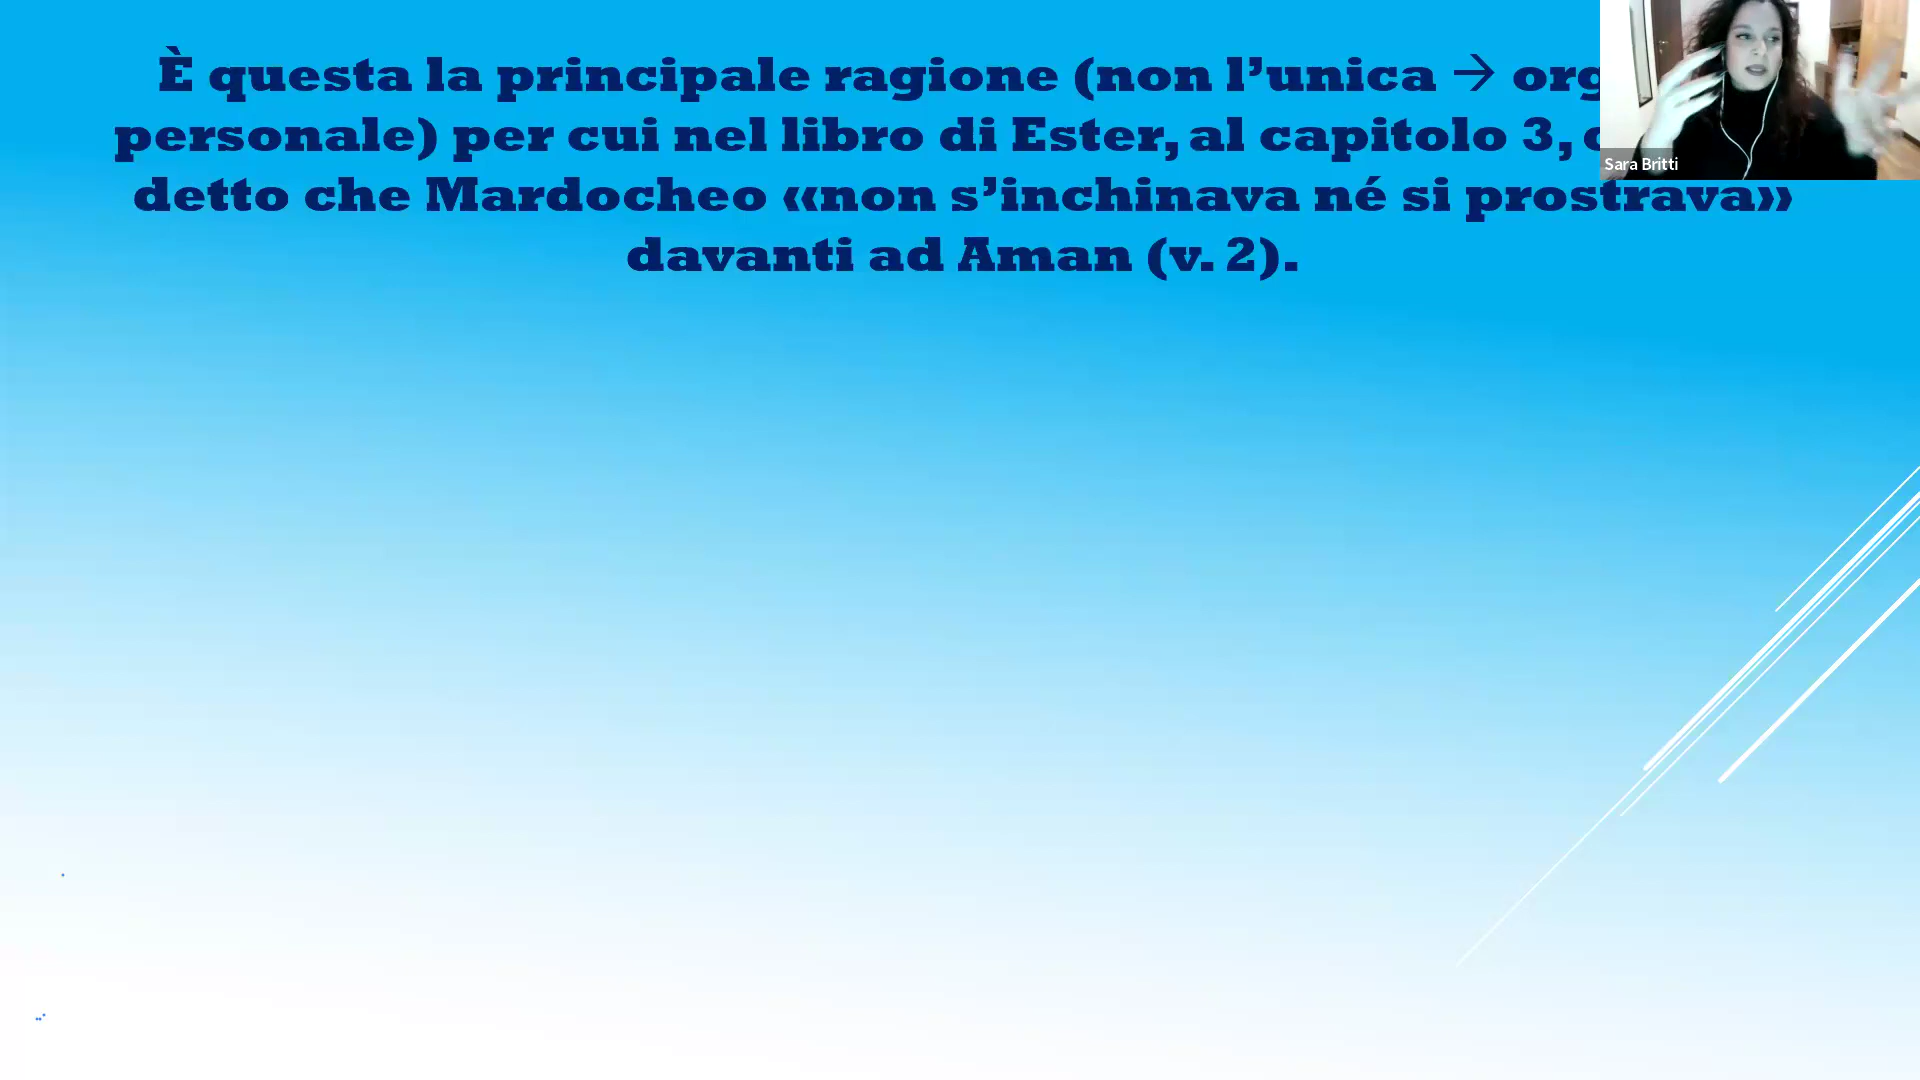 È questa la principale ragione (non l’unica →
personale) per cui nel libro di Ester, al capitolo 3,
detto che Mardocheo «non s’inchinava né si prostrava»
davanti ad Aman (v. 2).
Sara Britti